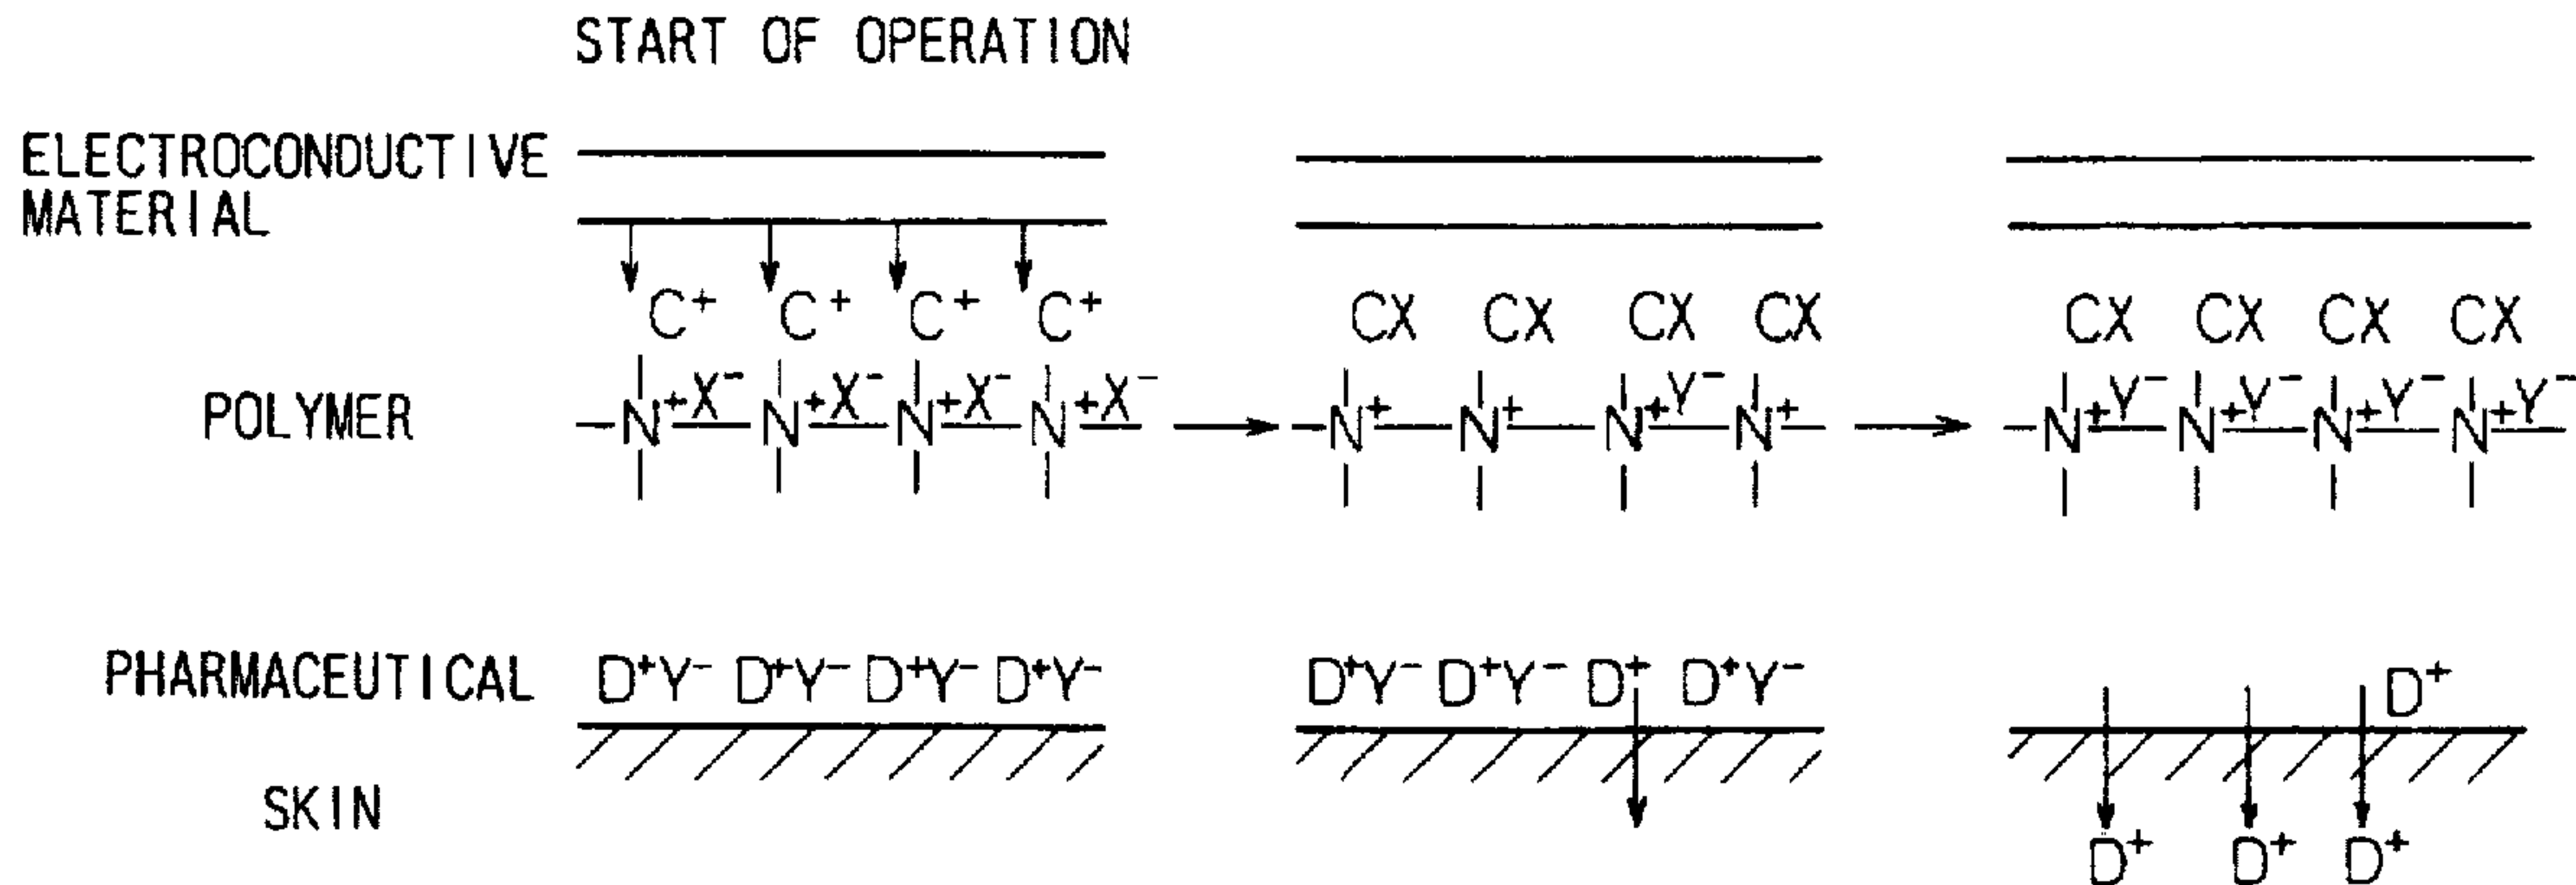 START OF OPERATION
ELECTROCONDUCTIVE
MATERIAL
C⁺ C⁺ C⁺ C⁺ CX CX CX CX CX CX CX CX
POLYMER N⁺X⁻ N⁺X⁻ N⁺X⁻ N⁺X⁻ N⁺ N⁺ N⁺Y⁻ N⁺ N⁺Y⁻ N⁺Y⁻ N⁺Y⁻ N⁺Y⁻
PHARMACEUTICAL D⁺Y⁻ D⁺Y⁻ D⁺Y⁻ D⁺Y⁻ D⁺Y⁻ D⁺Y⁻ D⁺ D⁺Y⁻ D⁺
SKIN
D⁺ D⁺ D⁺